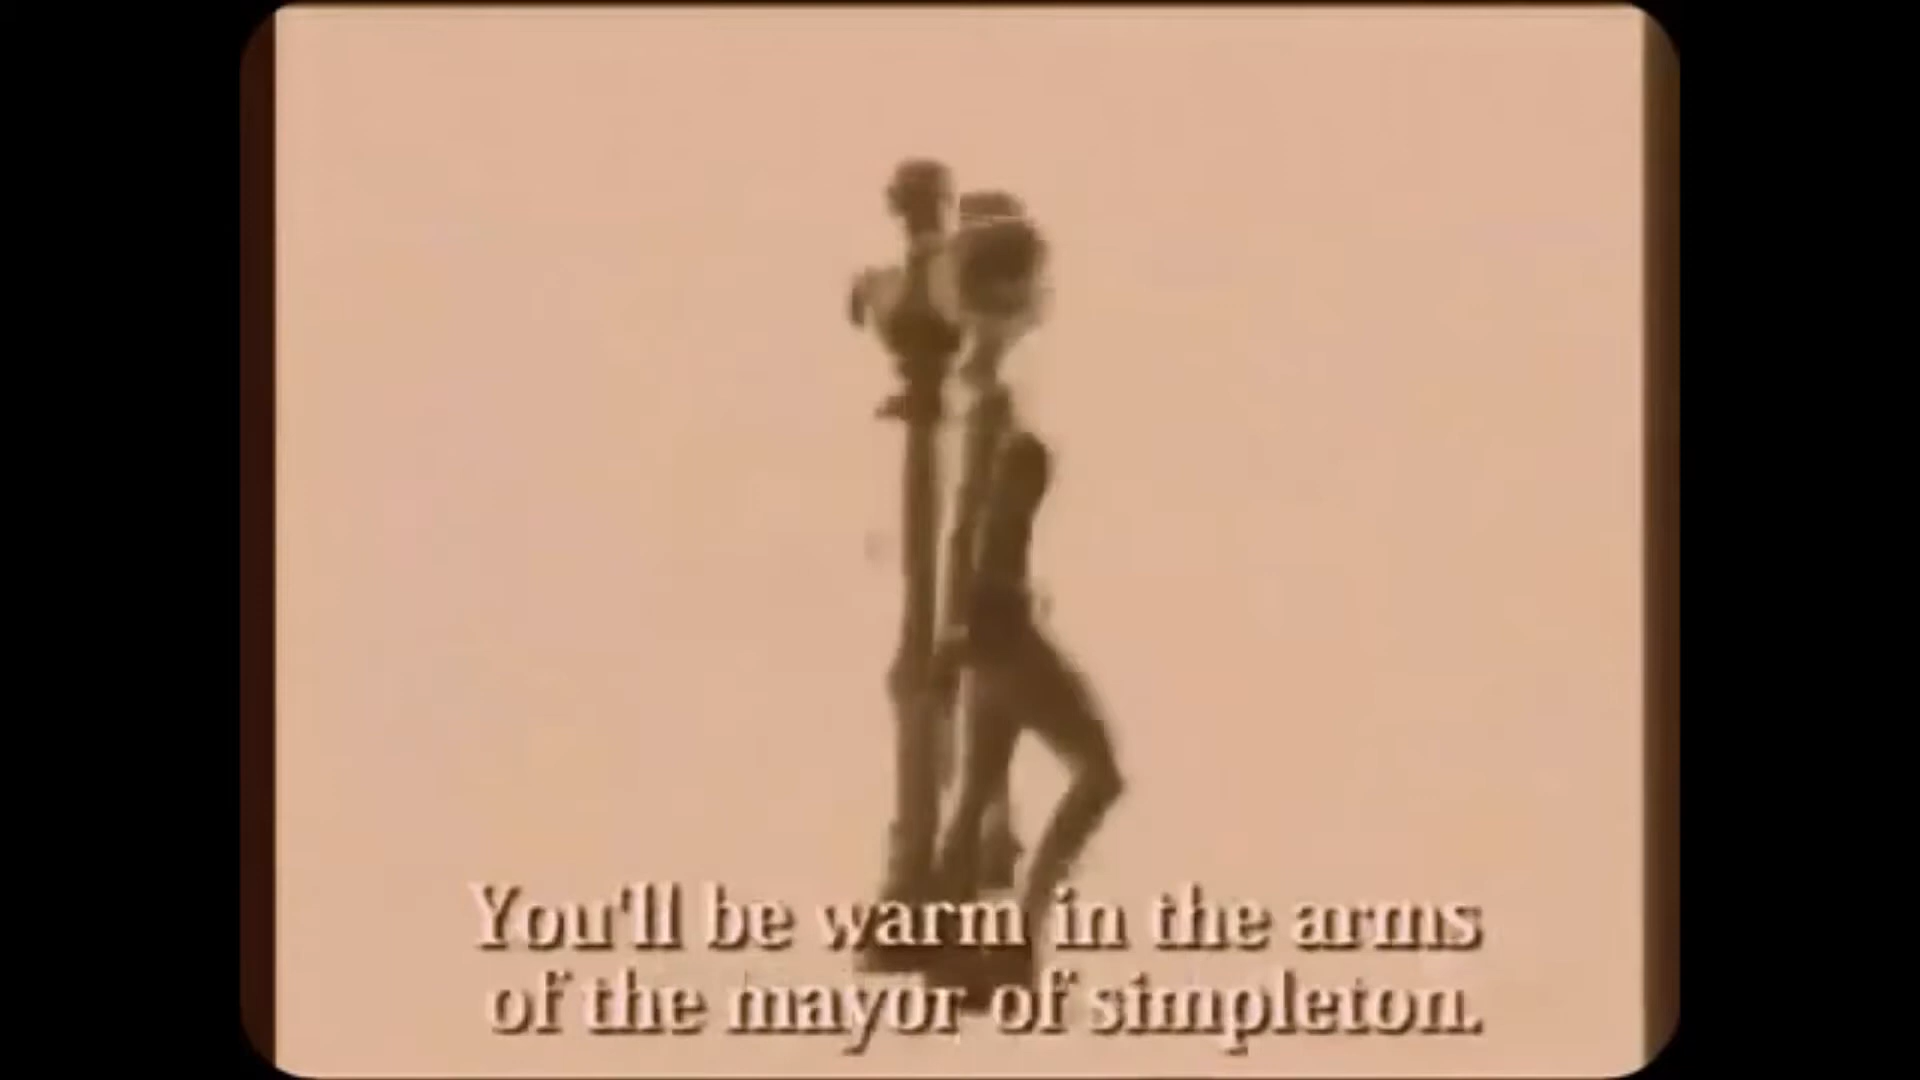 You'll be warm in the arms
of the mayor of simpleton.